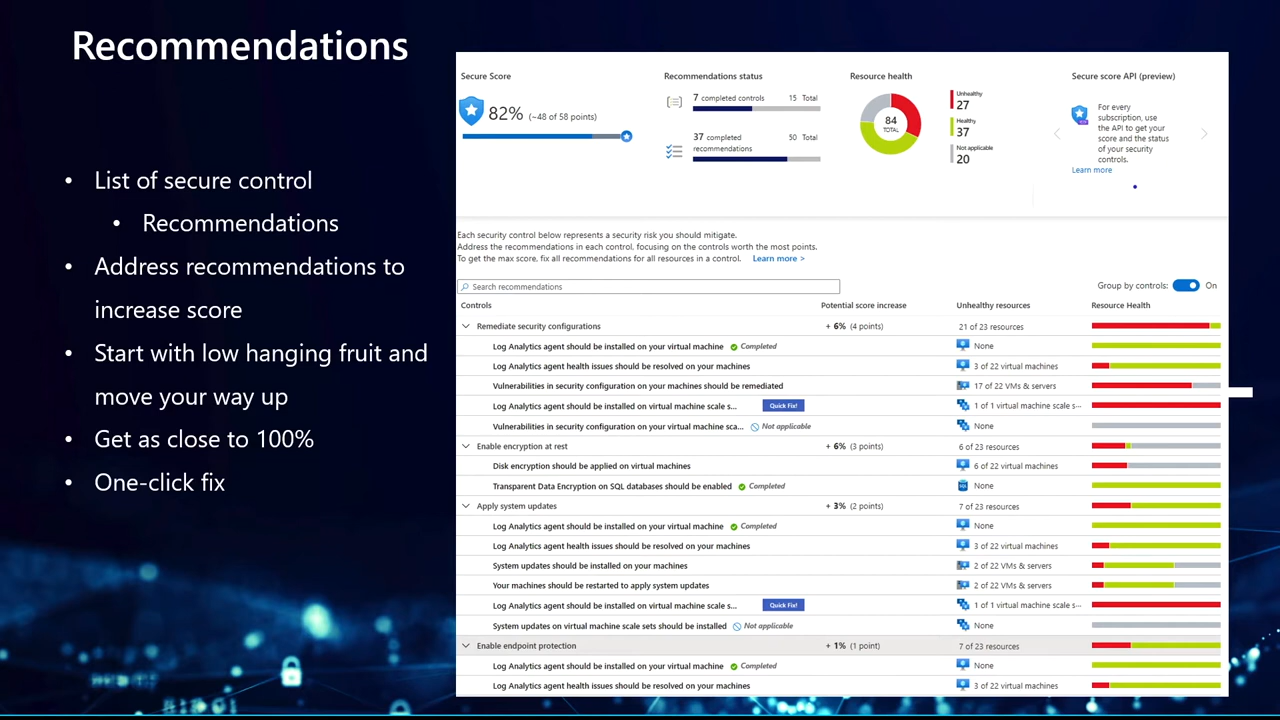 Recommendations
• List of secure control
• Recommendations
• Address recommendations to
increase score
• Start with low hanging fruit and
move your way up
• Get as close to 100%
• One-click fix
Secure Score
82% (~48 of 58 points)
Recommendations status
7 completed controls 15 Total
37 completed 50 Total
recommendations
Resource health
84
TOTAL
Unhealthy
27
Healthy
37
Not applicable
20
Secure score API (preview)
For every
subscription, use
the API to get your
score and the status
of your security
controls.
Learn more
Each security control below represents a security risk you should mitigate.
Address the recommendations in each control, focusing on the controls worth the most points.
To get the max score, fix all recommendations for all resources in a control. Learn more >
Search recommendations
Group by controls: On
Controls Potential score increase Unhealthy resources Resource Health
Remediate security configurations + 6% (4 points) 21 of 23 resources
Log Analytics agent should be installed on your virtual machine Completed None
Log Analytics agent health issues should be resolved on your machines 3 of 22 virtual machines
Vulnerabilities in security configuration on your machines should be remediated 17 of 22 VMs & servers
Log Analytics agent should be installed on virtual machine scale s... Quick Fix! 1 of 1 virtual machine scale s...
Vulnerabilities in security configuration on your virtual machine sca... Not applicable None
Enable encryption at rest + 6% (3 points) 6 of 23 resources
Disk encryption should be applied on virtual machines 6 of 22 virtual machines
Transparent Data Encryption on SQL databases should be enabled Completed SQL None
Apply system updates + 3% (2 points) 7 of 23 resources
Log Analytics agent should be installed on your virtual machine Completed None
Log Analytics agent health issues should be resolved on your machines 3 of 22 virtual machines
System updates should be installed on your machines 2 of 22 VMs & servers
Your machines should be restarted to apply system updates 2 of 22 VMs & servers
Log Analytics agent should be installed on virtual machine scale s... Quick Fix! 1 of 1 virtual machine scale s...
System updates on virtual machine scale sets should be installed Not applicable None
Enable endpoint protection + 1% (1 point) 7 of 23 resources
Log Analytics agent should be installed on your virtual machine Completed None
Log Analytics agent health issues should be resolved on your machines 3 of 22 virtual machines